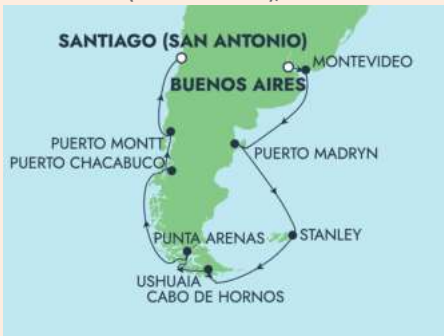 SANTIAGO (SAN ANTONIO)
MONTEVIDEO
BUENOS AIRES
PUERTO MONTT
PUERTO MADRYN
PUERTO CHACABUCO
STANLEY
PUNTA ARENAS
USHUAIA
CABO DE HORNOS